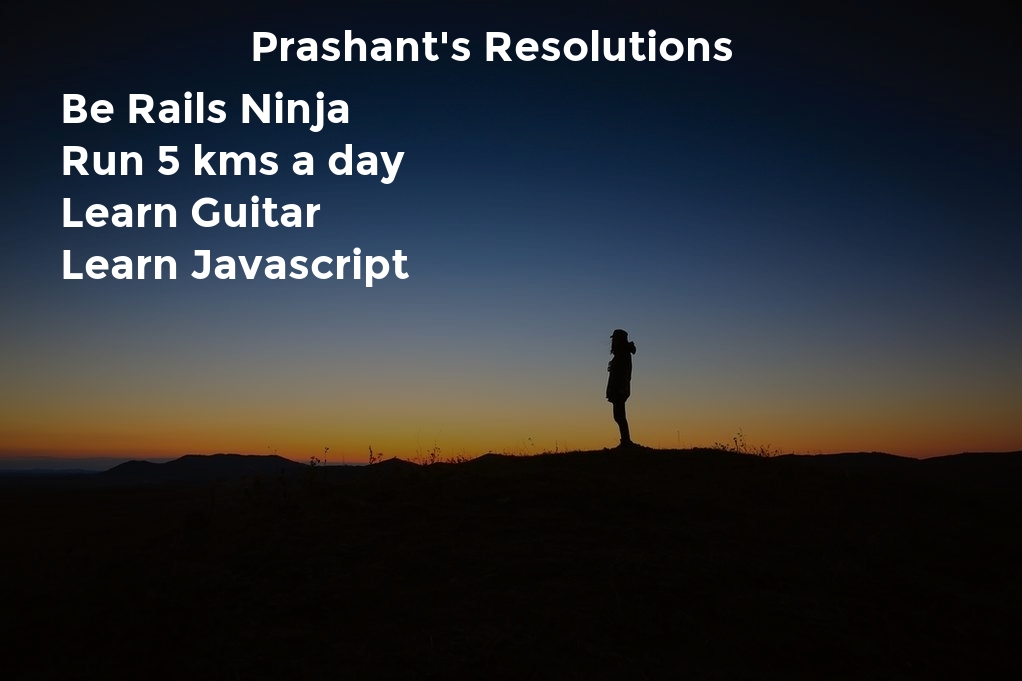 Prashant's Resolutions
Be Rails Ninja
Run 5 kms a day
Learn Guitar
Learn Javascript